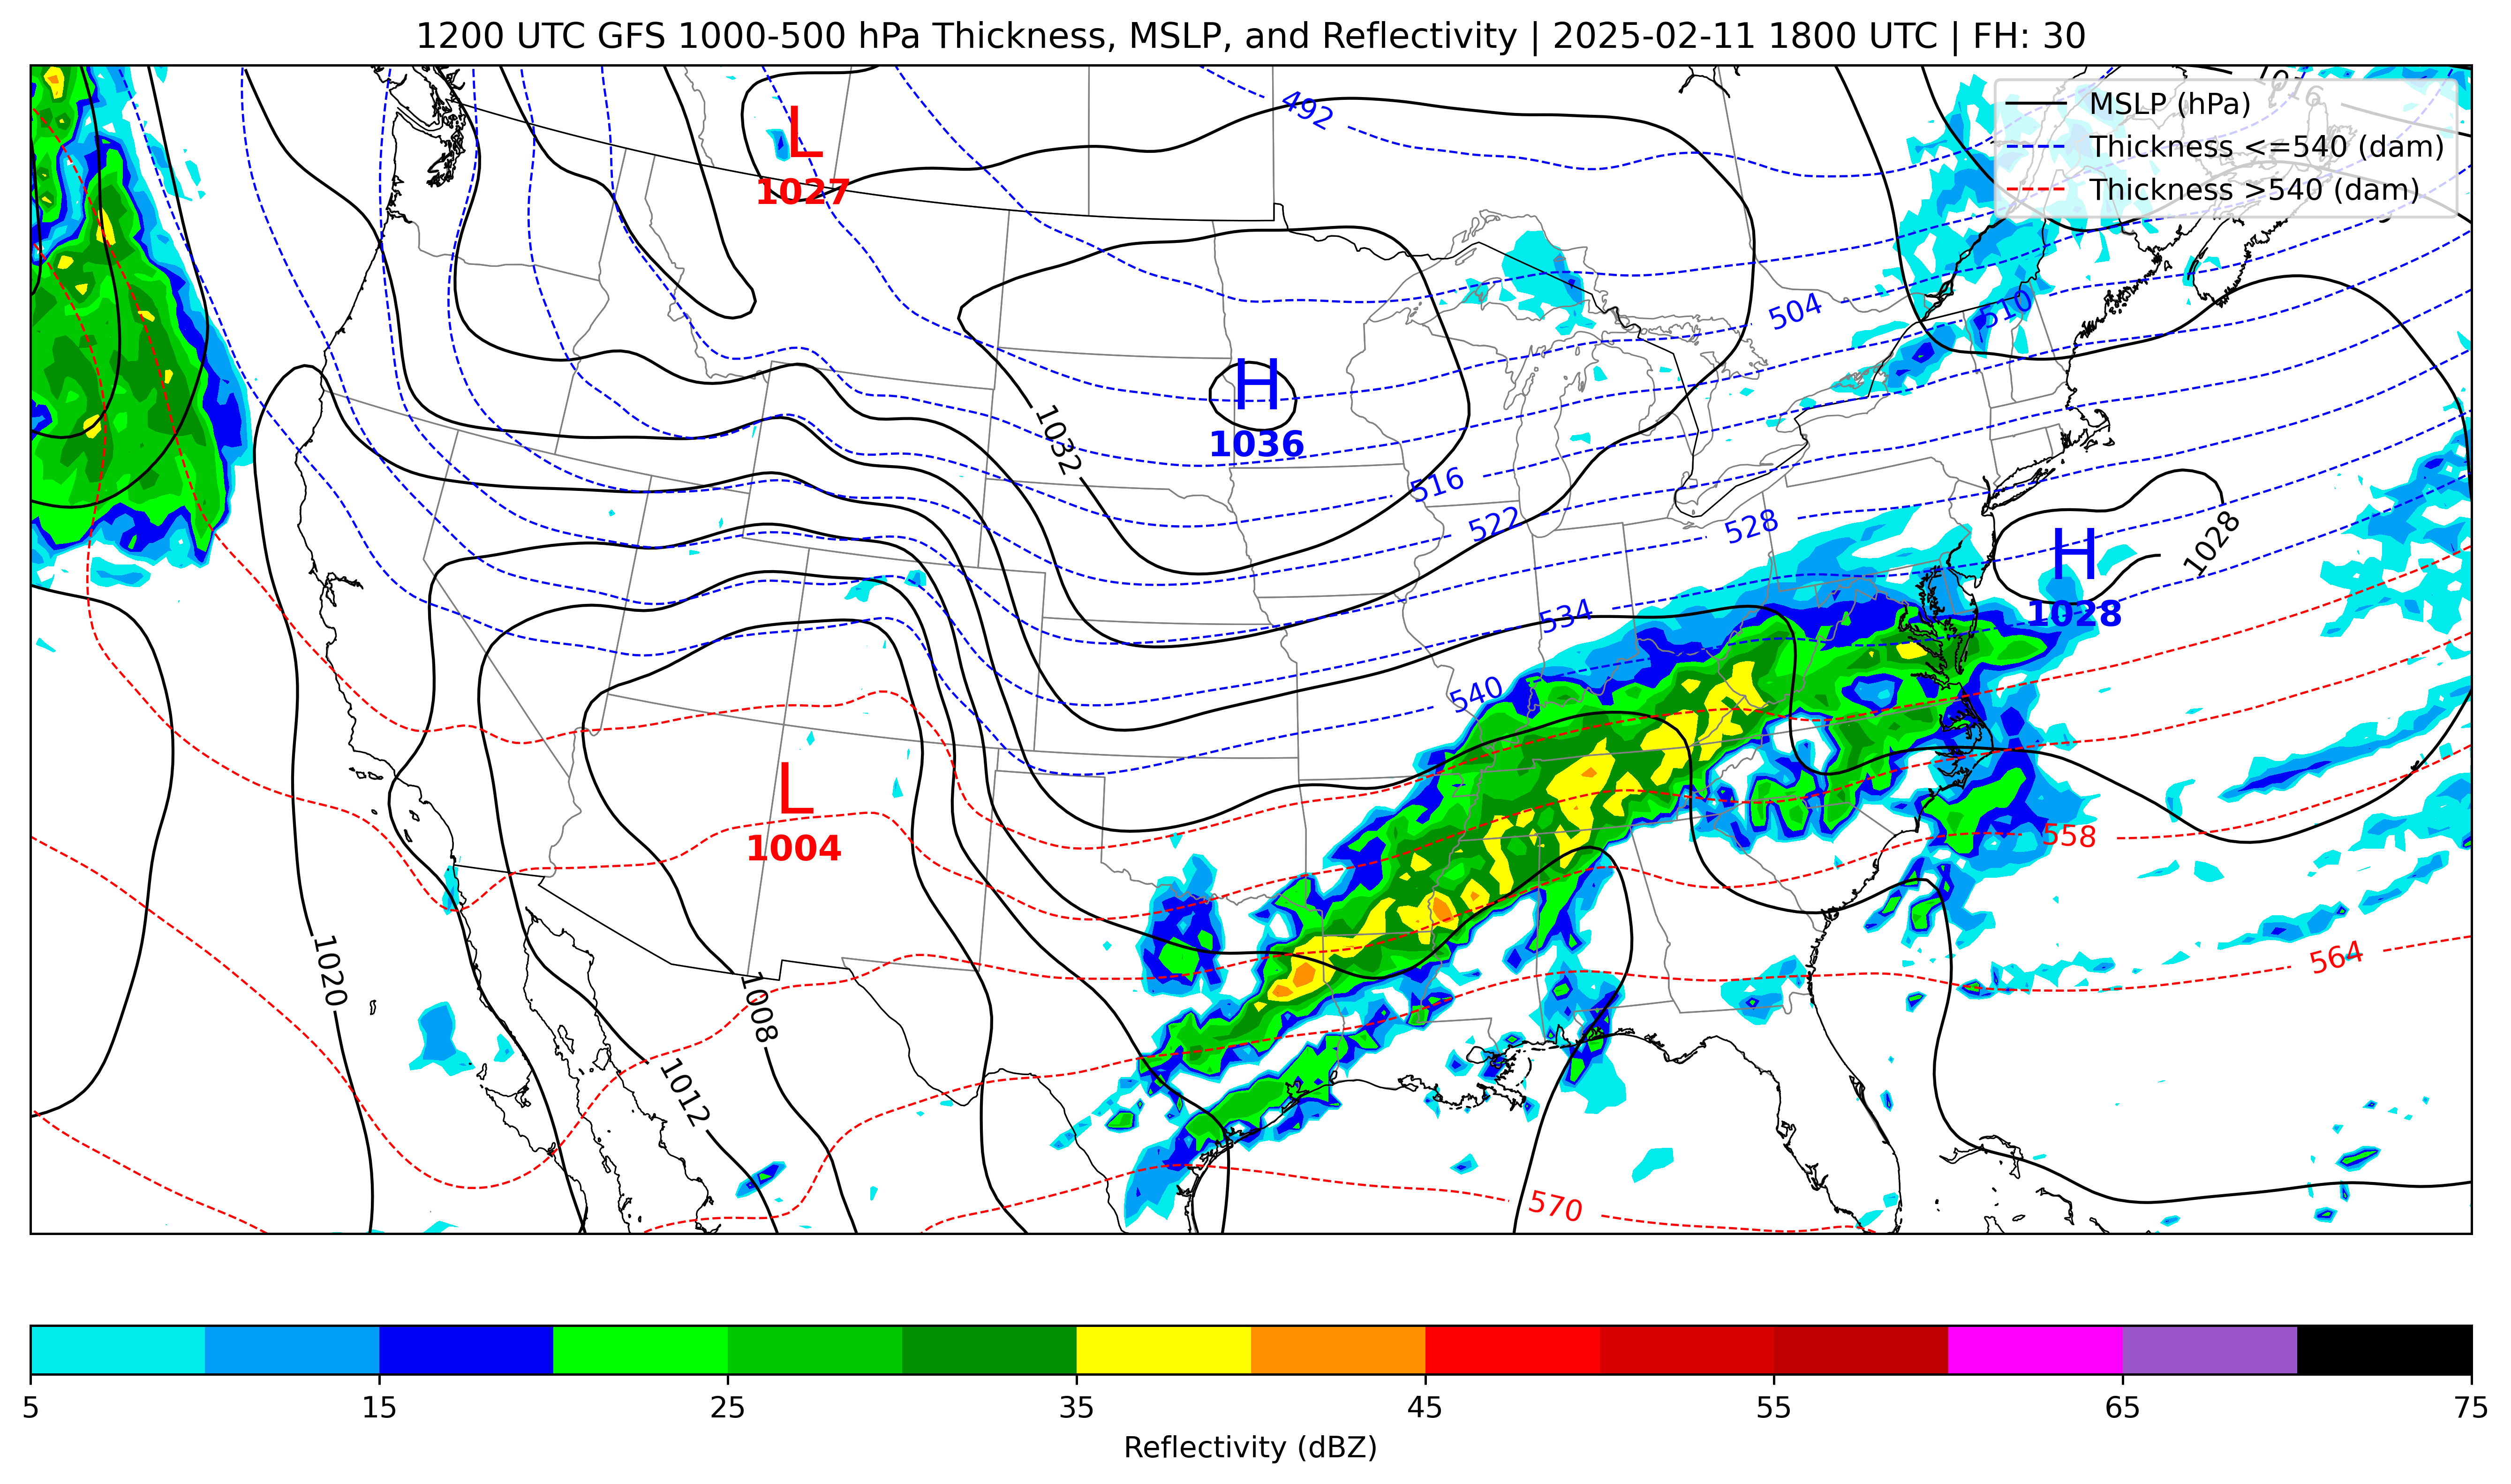 1200 UTC GFS 1000-500 hPa Thickness, MSLP, and Reflectivity | 2025-02-11 1800 UTC | FH: 30
MSLP (hPa)
Thickness <=540 (dam)
Thickness >540 (dam)
492
L
1027
504
510
H
1036
1032
516
522
528
H
1028
1028
534
540
L
1004
558
564
1020
1008
1012
570
5 15 25 35 45 55 65 75
Reflectivity (dBZ)